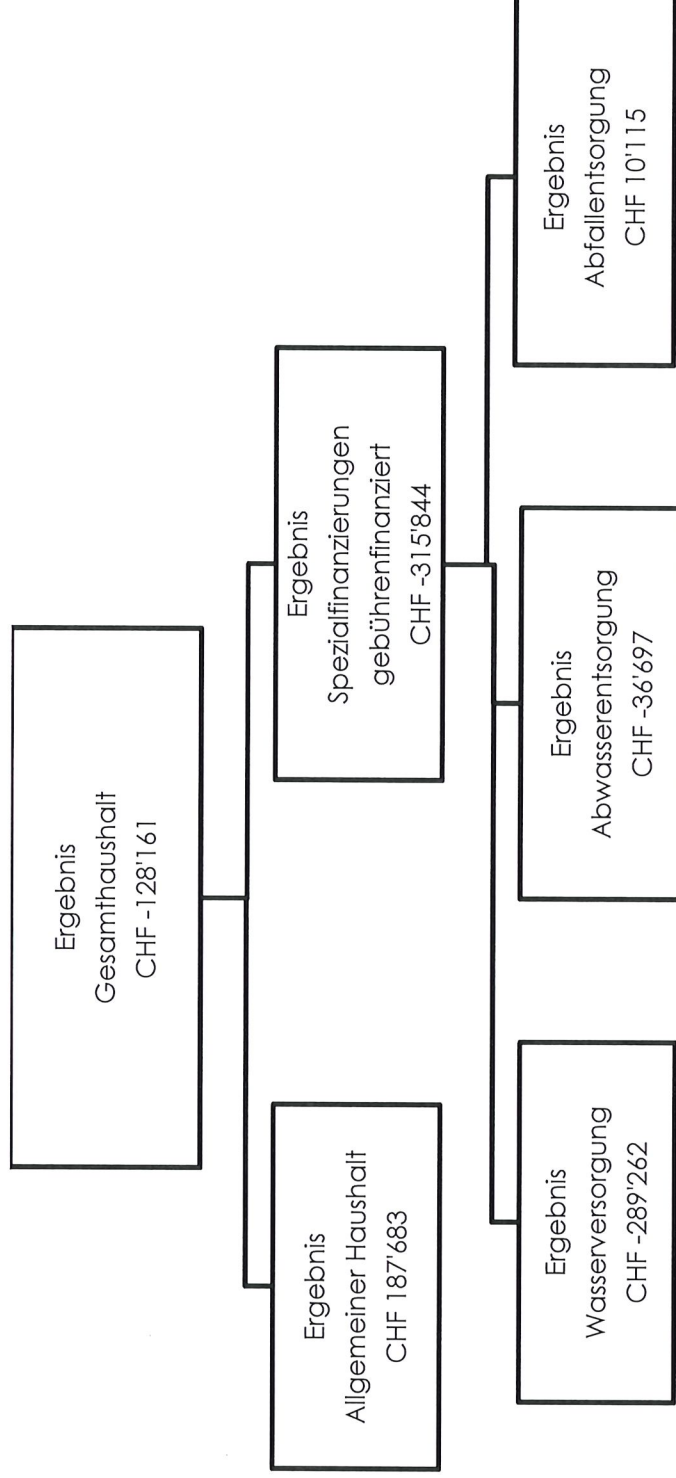 Ergebnis
Gesamthaushalt
CHF -128'161
Ergebnis
Allgemeiner Haushalt
CHF 187'683
Ergebnis
Spezialfinanzierungen
gebührenfinanziert
CHF -315'844
Ergebnis
Wasserversorgung
CHF -289'262
Ergebnis
Abwasserentsorgung
CHF -36'697
Ergebnis
Abfallentsorgung
CHF 10'115